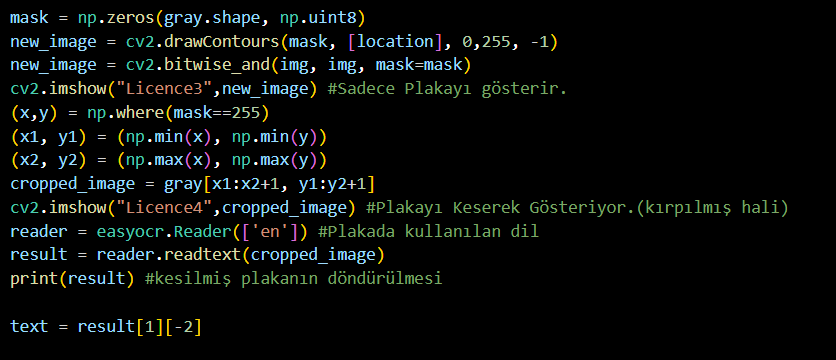 mask = np.zeros(gray.shape, np.uint8)
new_image = cv2.drawContours(mask, [location], 0,255, -1)
new_image = cv2.bitwise_and(img, img, mask=mask)
cv2.imshow("Licence3",new_image) #Sadece Plakayı gösterir.
(x,y) = np.where(mask==255)
(x1, y1) = (np.min(x), np.min(y))
(x2, y2) = (np.max(x), np.max(y))
cropped_image = gray[x1:x2+1, y1:y2+1]
cv2.imshow("Licence4",cropped_image) #Plakayı Keserek Gösteriyor.(kırpılmış hali)
reader = easyocr.Reader(['en']) #Plakada kullanılan dil
result = reader.readtext(cropped_image)
print(result) #kesilmiş plakanın döndürülmesi
text = result[1][-2]